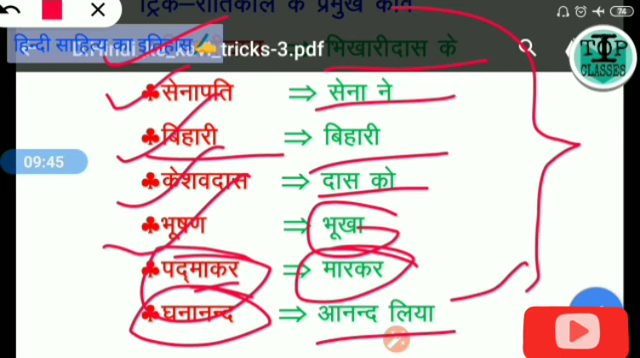 ट्रिक–रीतिकाल के प्रमुख कवि
74
हिन्दी साहित्य का इतिहास✍
tricks-3.pdf
भिखारीदास के
TOP
CLASSES
♣सेनापति ⇒ सेना ने
♣बिहारी ⇒ बिहारी
09:45
♣केशवदास ⇒ दास को
♣भूषण ⇒ भूखा
♣पद्माकर ⇒ मारकर
♣घनानन्द ⇒ आनन्द लिया